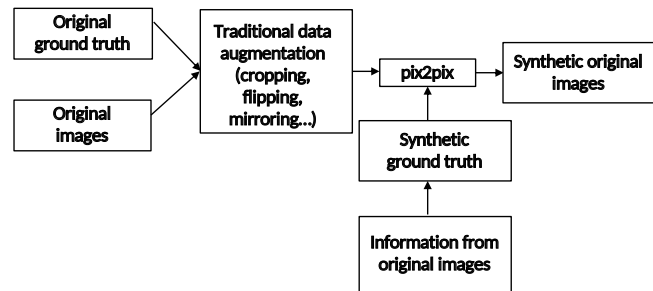 Original
ground truth
Original
images
Traditional data
augmentation
(cropping,
flipping,
mirroring...)
pix2pix
Synthetic original
images
Synthetic
ground truth
Information from
original images